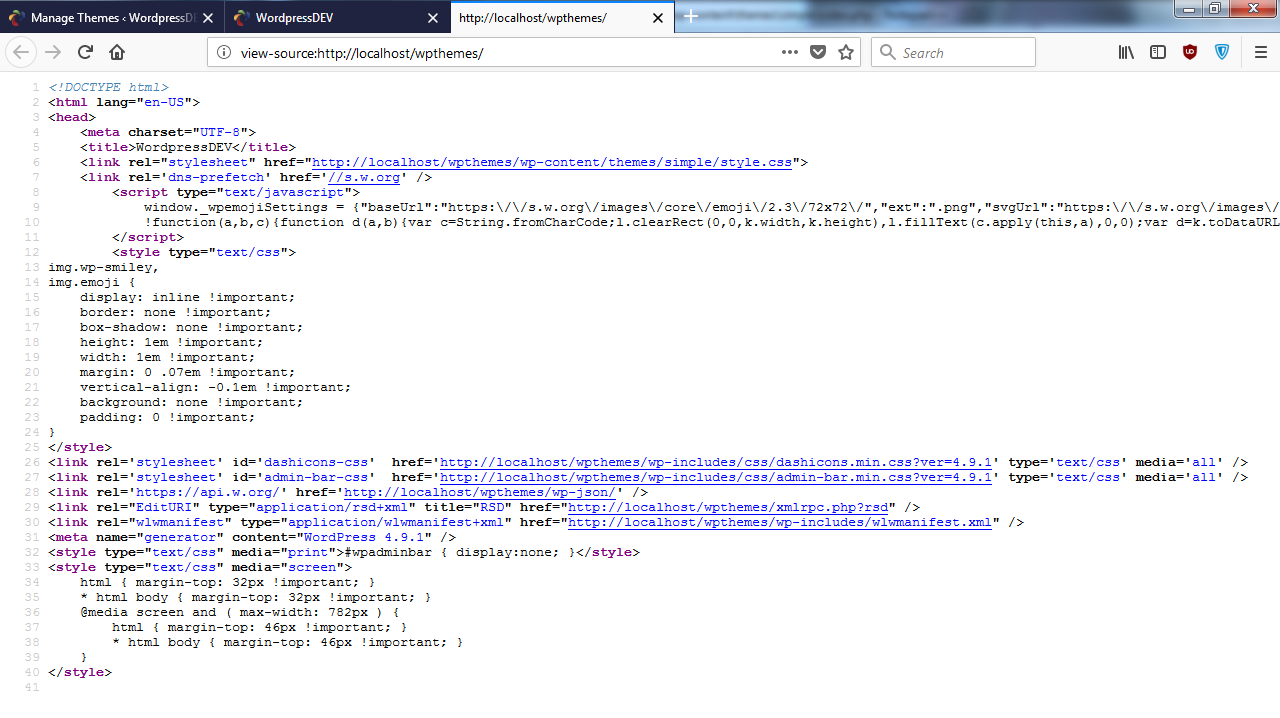 Manage Themes ‹ WordpressDE
WordpressDEV
http://localhost/wpthemes/
view-source:http://localhost/wpthemes/
Search
1 <!DOCTYPE html>
2 <html lang="en-US">
3 <head>
4     <meta charset="UTF-8">
5     <title>WordpressDEV</title>
6     <link rel="stylesheet" href="http://localhost/wpthemes/wp-content/themes/simple/style.css">
7     <link rel='dns-prefetch' href='//s.w.org' />
8         <script type="text/javascript">
9             window._wpemojiSettings = {"baseUrl":"https:\/\/s.w.org\/images\/core\/emoji\/2.3\/72x72\/","ext":".png","svgUrl":"https:\/\/s.w.org\/images\/
10             !function(a,b,c){function d(a,b){var c=String.fromCharCode;l.clearRect(0,0,k.width,k.height),l.fillText(c.apply(this,a),0,0);var d=k.toDataURL
11         </script>
12         <style type="text/css">
13 img.wp-smiley,
14 img.emoji {
15     display: inline !important;
16     border: none !important;
17     box-shadow: none !important;
18     height: 1em !important;
19     width: 1em !important;
20     margin: 0 .07em !important;
21     vertical-align: -0.1em !important;
22     background: none !important;
23     padding: 0 !important;
24 }
25 </style>
26 <link rel='stylesheet' id='dashicons-css'  href='http://localhost/wpthemes/wp-includes/css/dashicons.min.css?ver=4.9.1' type='text/css' media='all' />
27 <link rel='stylesheet' id='admin-bar-css'  href='http://localhost/wpthemes/wp-includes/css/admin-bar.min.css?ver=4.9.1' type='text/css' media='all' />
28 <link rel='https://api.w.org/' href='http://localhost/wpthemes/wp-json/' />
29 <link rel="EditURI" type="application/rsd+xml" title="RSD" href="http://localhost/wpthemes/xmlrpc.php?rsd" />
30 <link rel="wlwmanifest" type="application/wlwmanifest+xml" href="http://localhost/wpthemes/wp-includes/wlwmanifest.xml" />
31 <meta name="generator" content="WordPress 4.9.1" />
32 <style type="text/css" media="print">#wpadminbar { display:none; }</style>
33 <style type="text/css" media="screen">
34     html { margin-top: 32px !important; }
35     * html body { margin-top: 32px !important; }
36     @media screen and ( max-width: 782px ) {
37         html { margin-top: 46px !important; }
38         * html body { margin-top: 46px !important; }
39     }
40 </style>
41